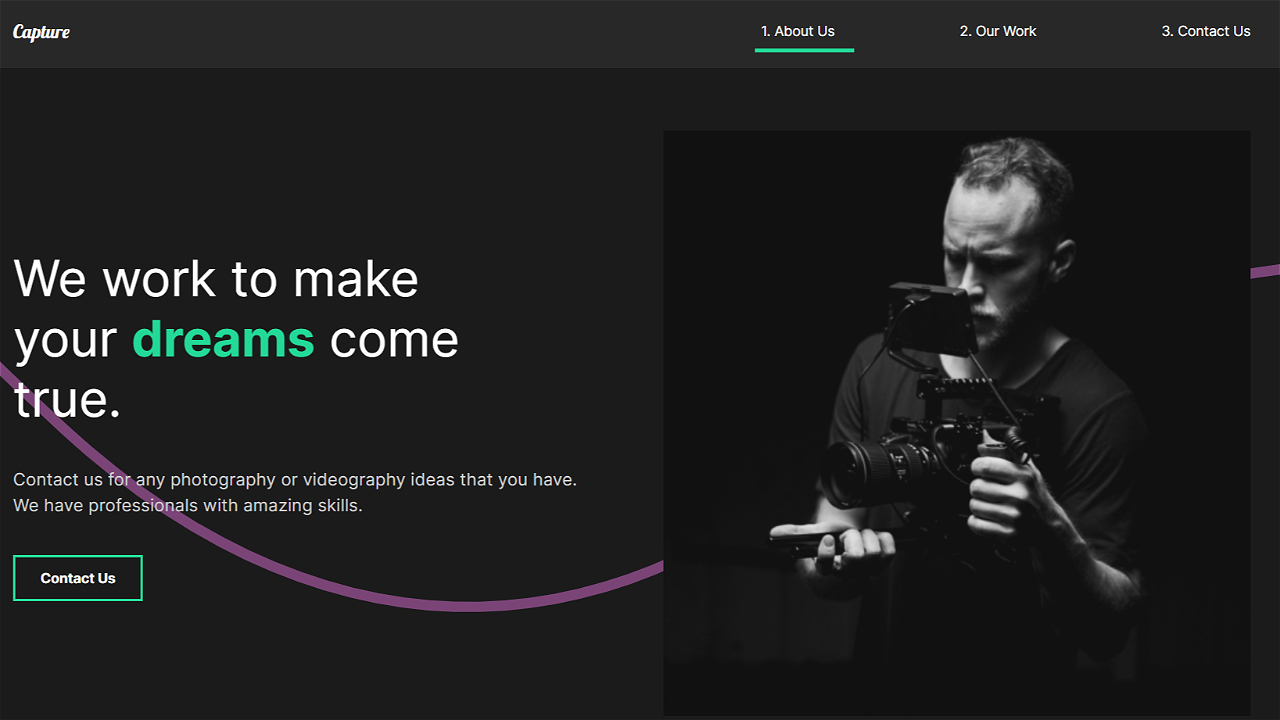 Capture
1. About Us
2. Our Work
3. Contact Us
We work to make
your dreams come
true.
Contact us for any photography or videography ideas that you have.
We have professionals with amazing skills.
Contact Us